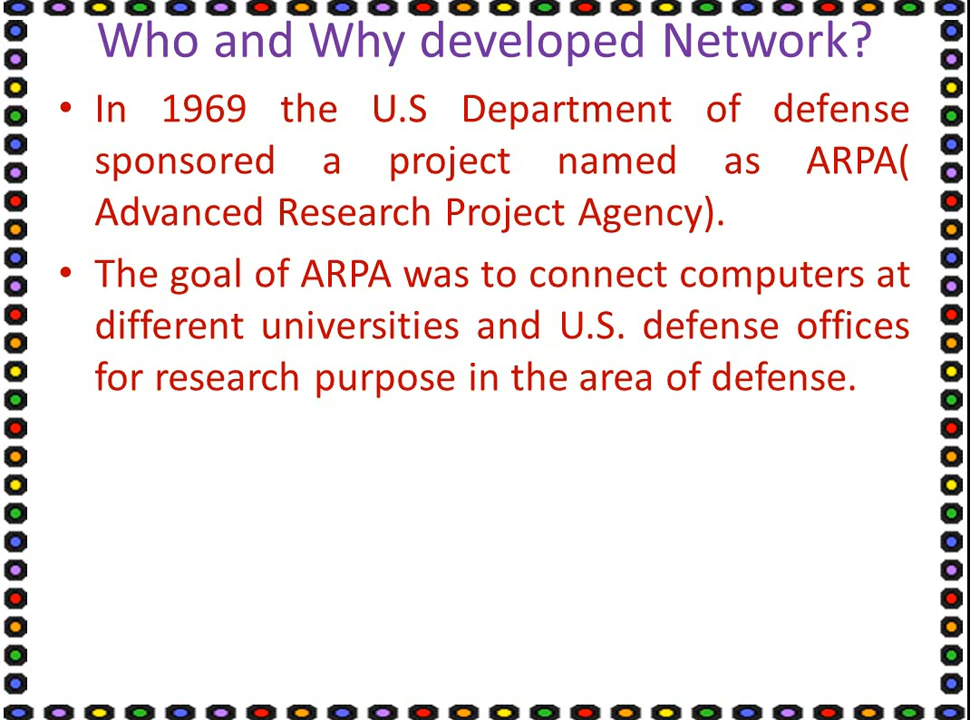 Who and Why developed Network?
• In 1969 the U.S Department of defense
sponsored a project named as ARPA(
Advanced Research Project Agency).
• The goal of ARPA was to connect computers at
different universities and U.S. defense offices
for research purpose in the area of defense.